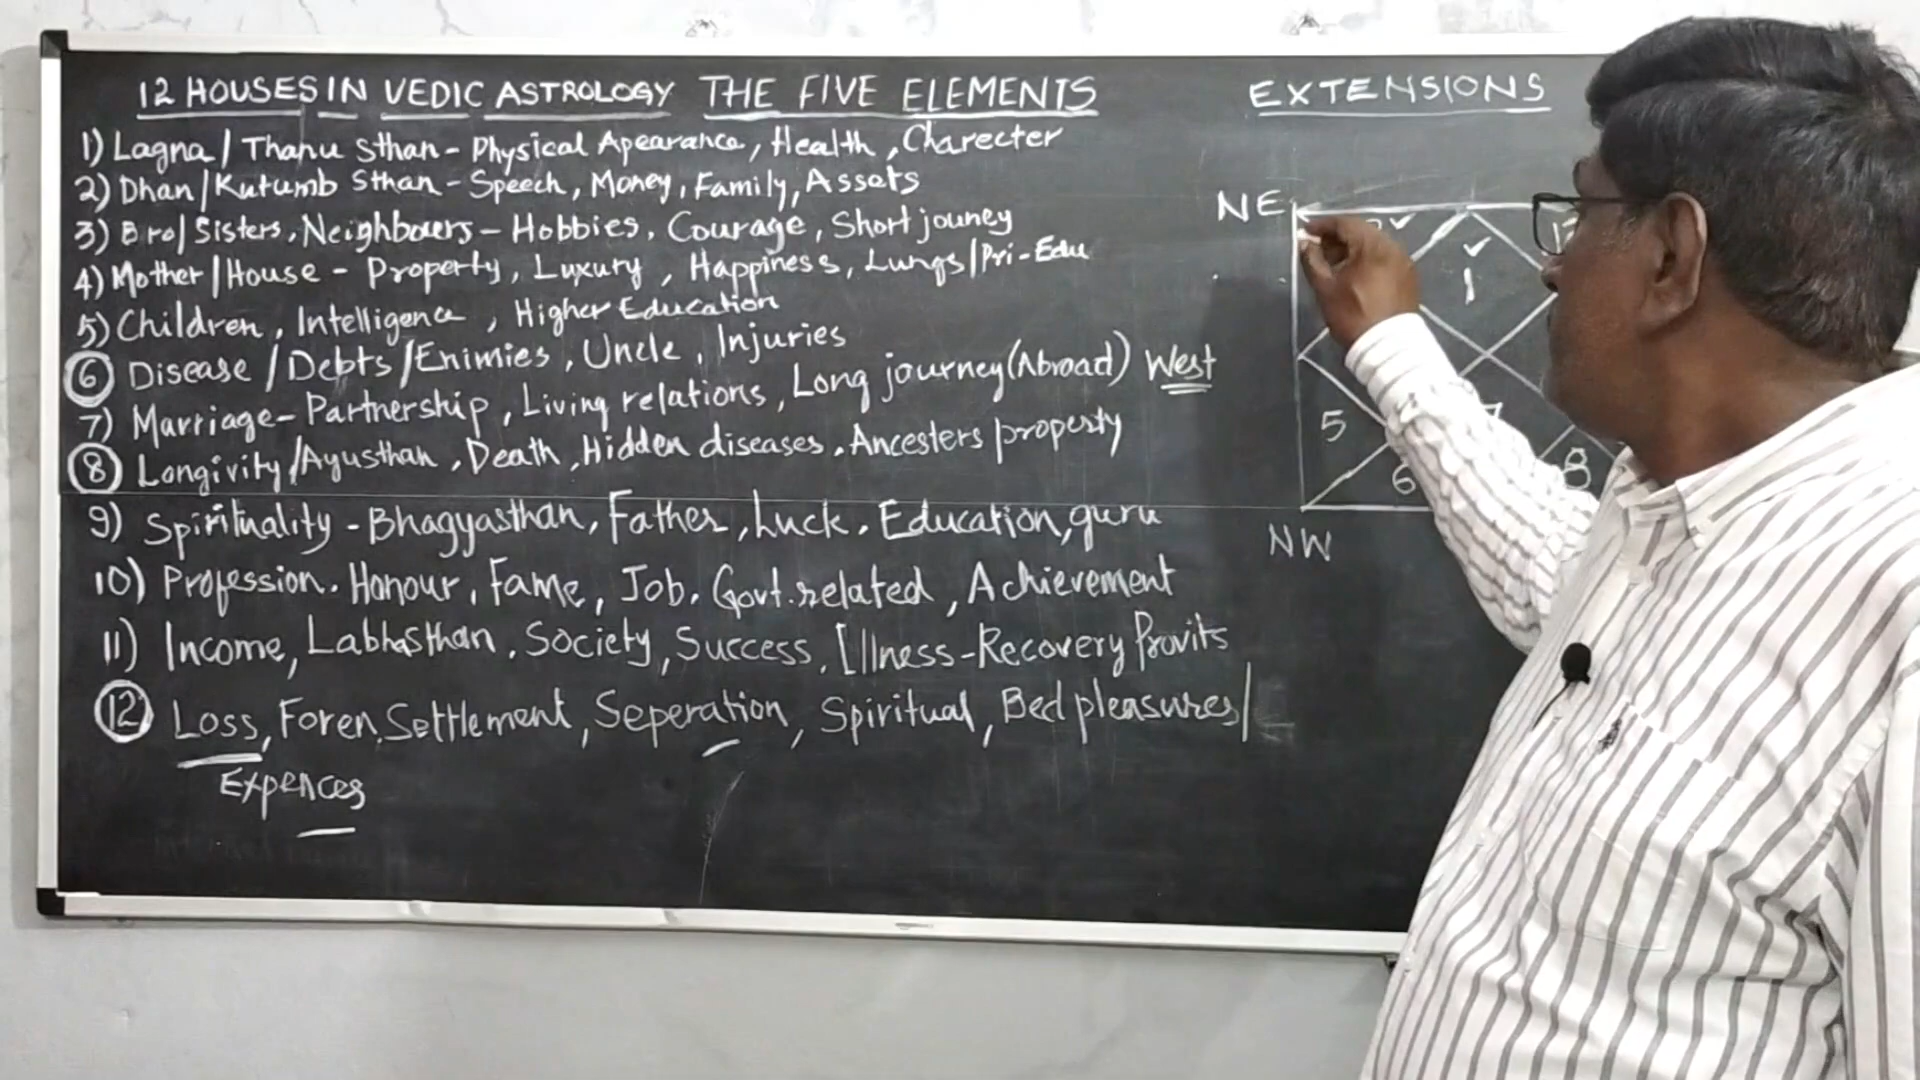 12 HOUSES IN VEDIC ASTROLOGY THE FIVE ELEMENTS
1) Lagna / Thanu Sthan - Physical Apearance, Health, Charecter
2) Dhan / Kutumb Sthan - Speech, Money, Family, Assets
3) Bro/Sisters, Neighbours - Hobbies, Courage, Short jouney
4) Mother / House - Property, Luxury, Happiness, Lungs / Pri-Edu
5) Children, Intelligence, Higher Education
6 Disease / Debts / Enimies, Uncle, Injuries
7) Marriage - Partnership, Living relations, Long journey (Abroad) West
8 Longivity / Ayusthan, Death, Hidden diseases, Ancesters property
9) Spirituality - Bhagyasthan, Father, Luck, Education, guru
10) Profession. Honour, Fame, Job. Govt. related, Achievement
11) Income, Labhasthan. Society, Success, Illness - Recovery Provits
12 Loss, Foren Settlement, Seperation, Spiritual, Bed pleasures /
Expences
EXTENSIONS
NE
1
5
6
7
8
NW